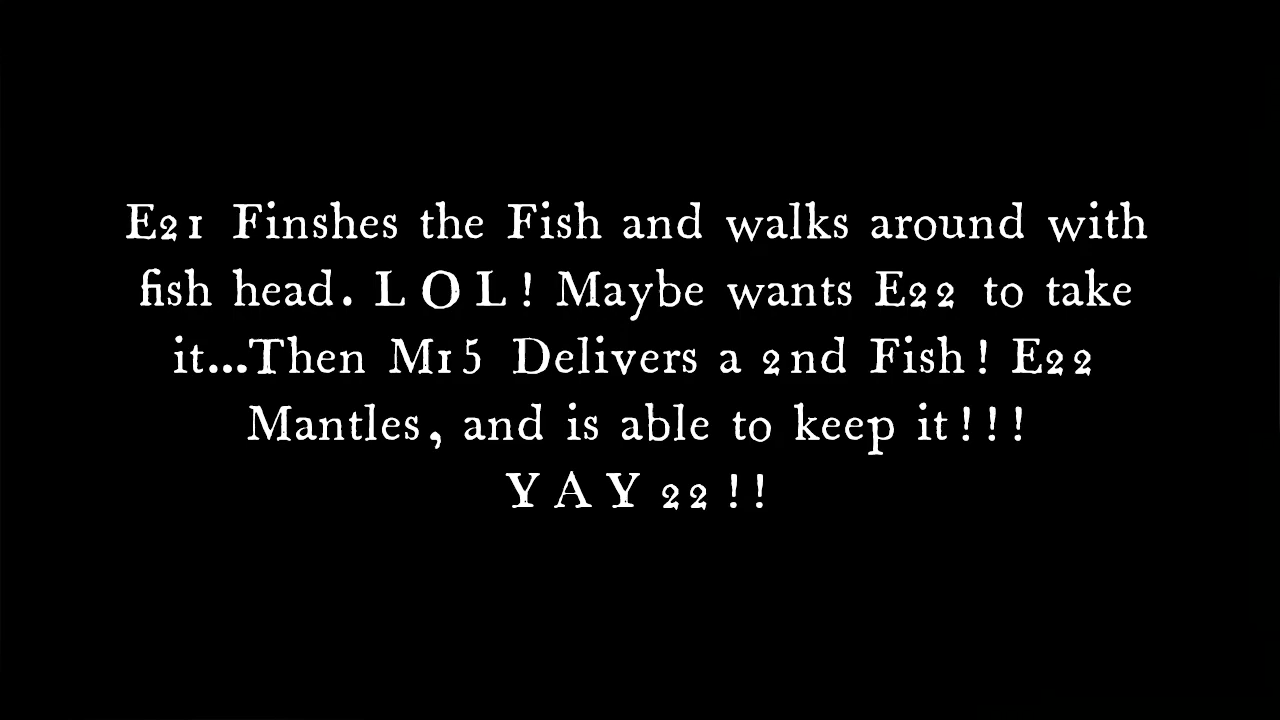 E21 Finshes the Fish and walks around with
fish head. L O L! Maybe wants E22 to take
it...Then M15 Delivers a 2nd Fish! E22
Mantles, and is able to keep it!!!
Y A Y 22 !!